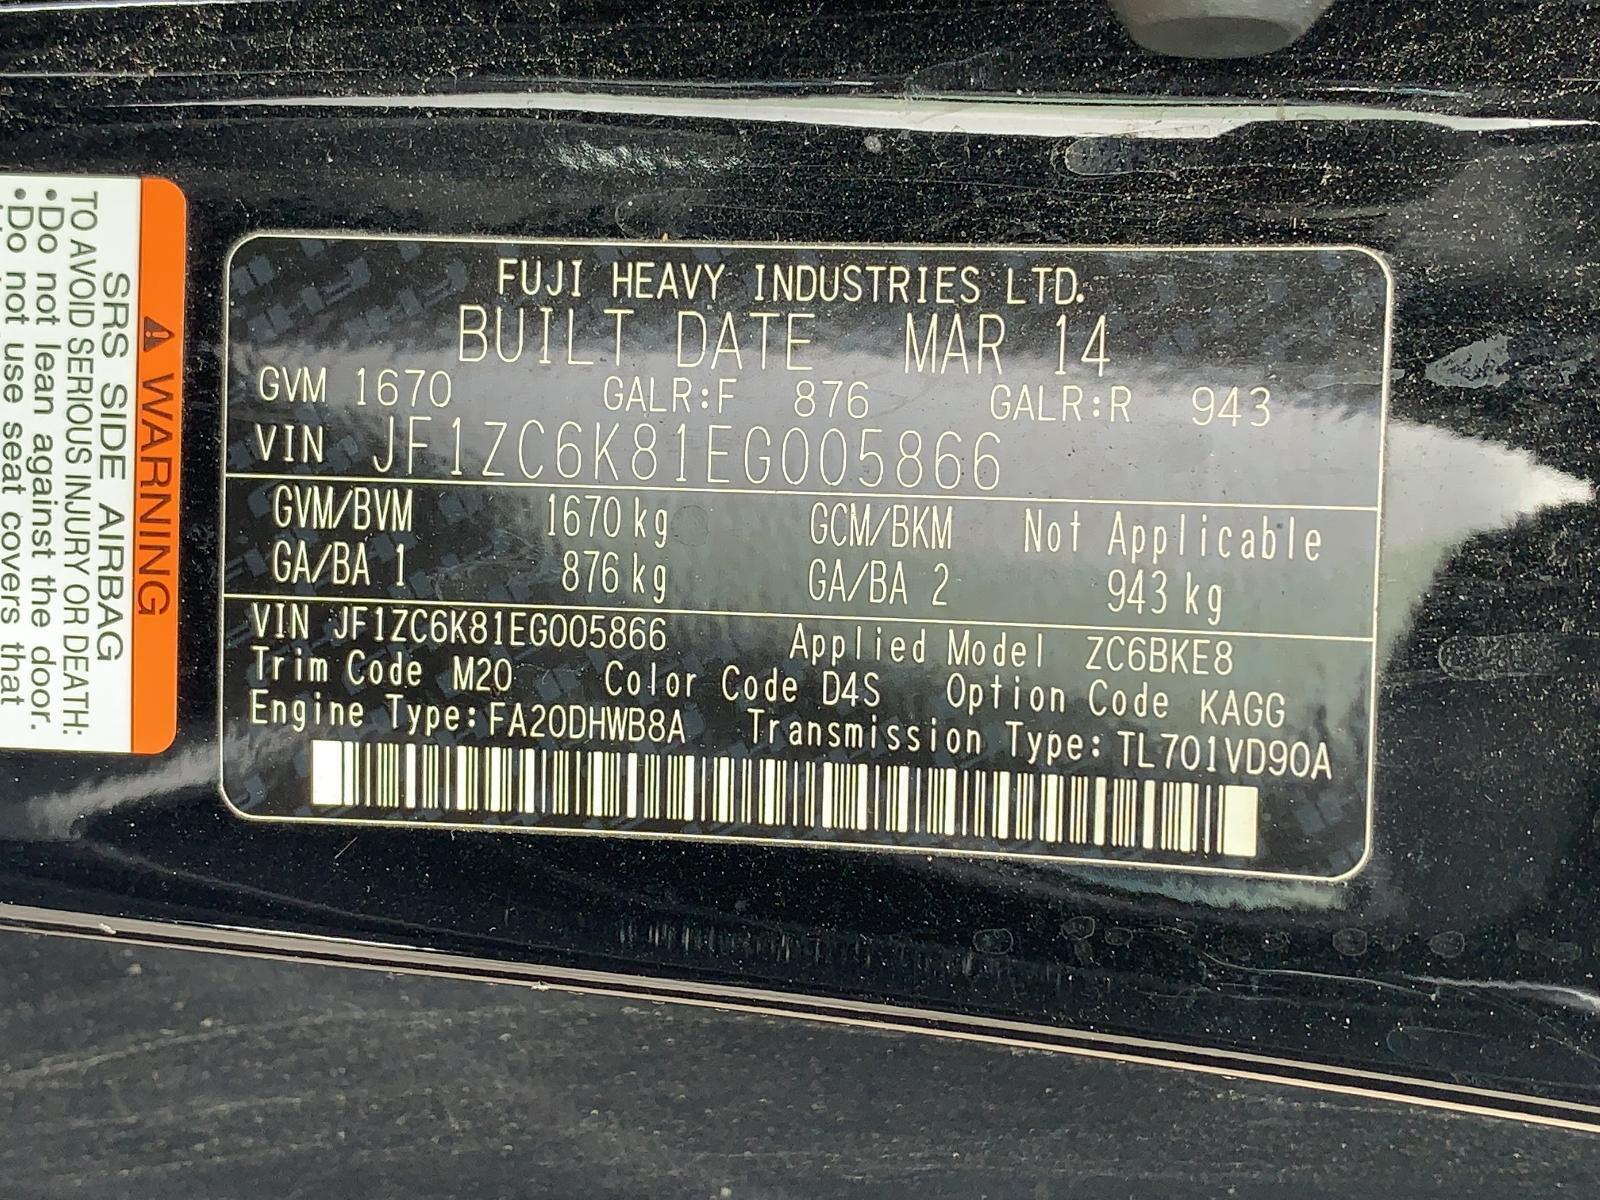 FUJI HEAVY INDUSTRIES LTD.
BUILT DATE MAR 14
GVM 1670 GALR:F 876 GALR:R 943
VIN JF1ZC6K81EG005866
GVM/BVM 1670 kg GCM/BKM Not Applicable
GA/BA 1 876 kg GA/BA 2 943 kg
VIN JF1ZC6K81EG005866 Applied Model ZC6BKE8
Trim Code M20 Color Code D4S Option Code KAGG
Engine Type:FA20DHWB8A Transmission Type:TL701VD90A
WARNING
SRS SIDE AIRBAG
TO AVOID SERIOUS INJURY OR DEATH:
•Do not lean against the door.
•Do not use seat covers that